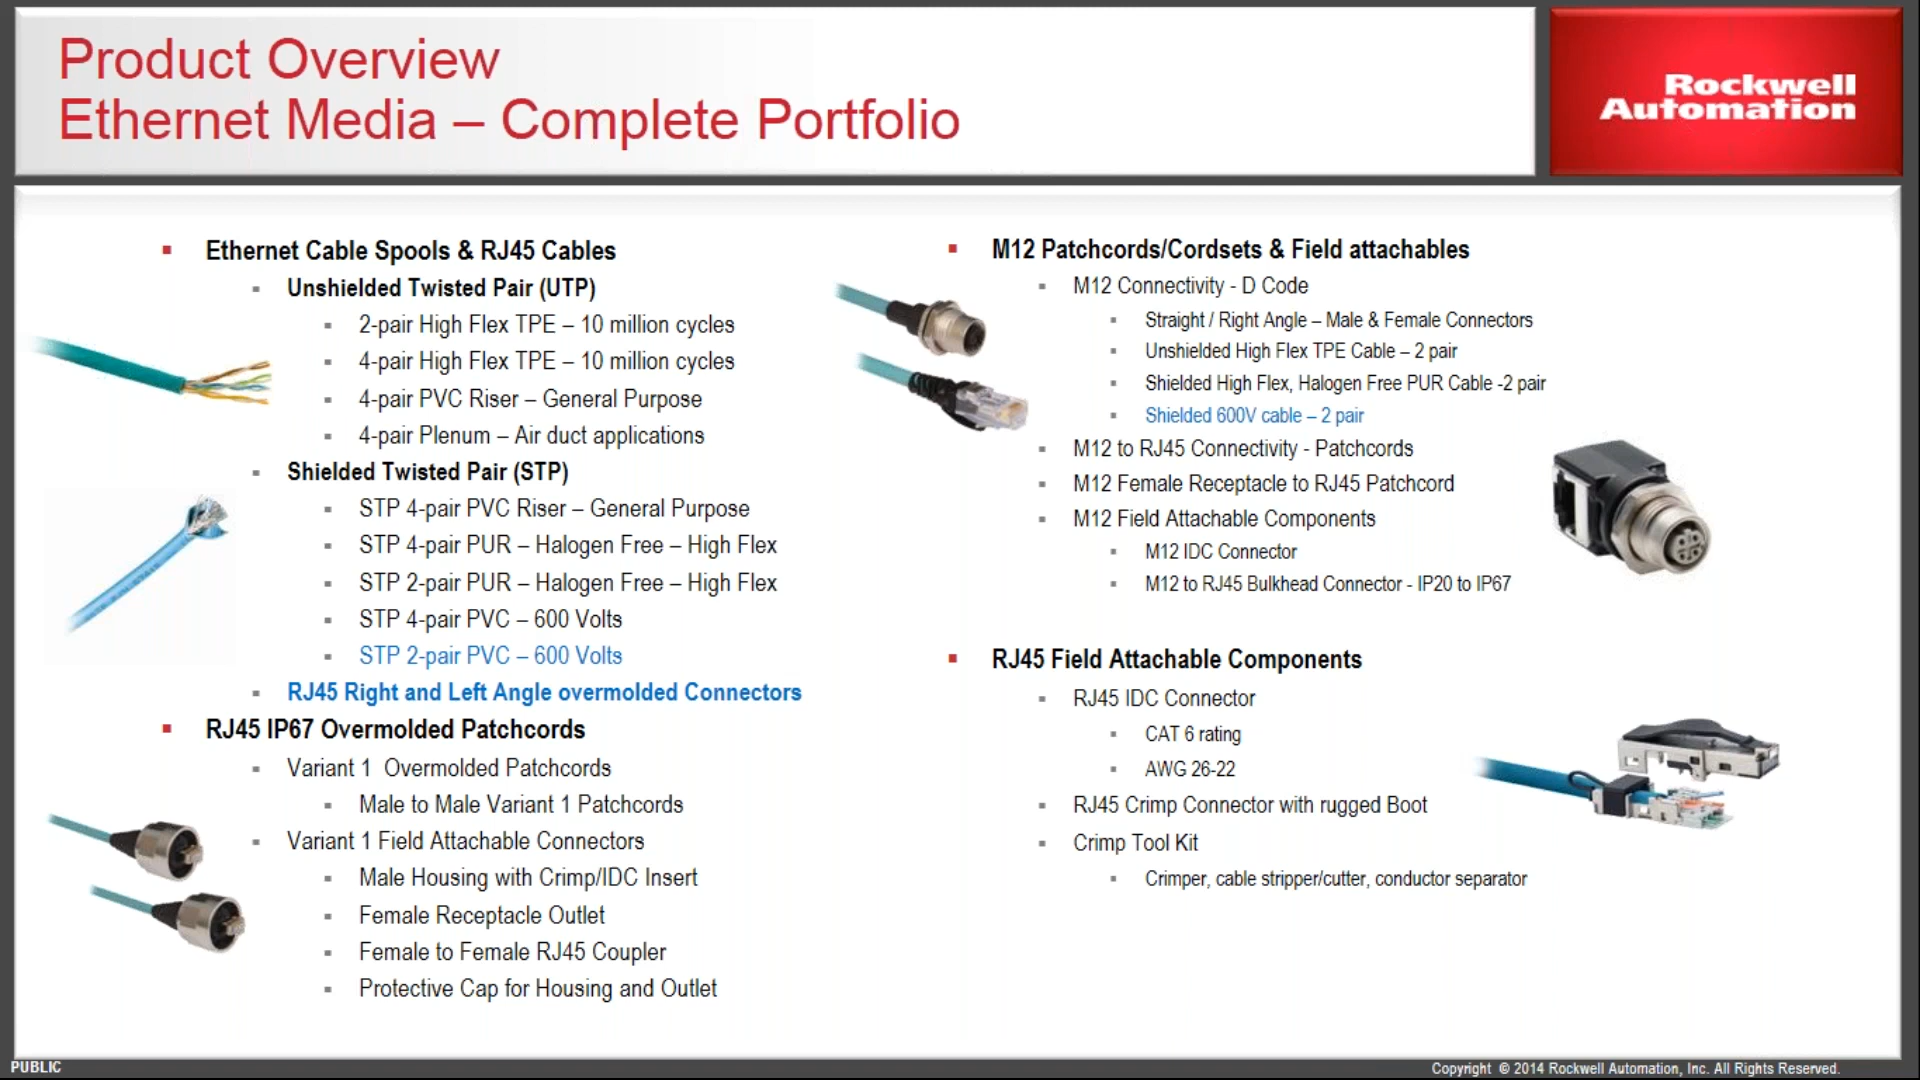 Product Overview
Ethernet Media – Complete Portfolio
Rockwell
Automation
Ethernet Cable Spools & RJ45 Cables
Unshielded Twisted Pair (UTP)
2-pair High Flex TPE – 10 million cycles
4-pair High Flex TPE – 10 million cycles
4-pair PVC Riser – General Purpose
4-pair Plenum – Air duct applications
Shielded Twisted Pair (STP)
STP 4-pair PVC Riser – General Purpose
STP 4-pair PUR – Halogen Free – High Flex
STP 2-pair PUR – Halogen Free – High Flex
STP 4-pair PVC – 600 Volts
STP 2-pair PVC – 600 Volts
RJ45 Right and Left Angle overmolded Connectors
RJ45 IP67 Overmolded Patchcords
Variant 1 Overmolded Patchcords
Male to Male Variant 1 Patchcords
Variant 1 Field Attachable Connectors
Male Housing with Crimp/IDC Insert
Female Receptacle Outlet
Female to Female RJ45 Coupler
Protective Cap for Housing and Outlet
M12 Patchcords/Cordsets & Field attachables
M12 Connectivity - D Code
Straight / Right Angle – Male & Female Connectors
Unshielded High Flex TPE Cable – 2 pair
Shielded High Flex, Halogen Free PUR Cable -2 pair
Shielded 600V cable – 2 pair
M12 to RJ45 Connectivity - Patchcords
M12 Female Receptacle to RJ45 Patchcord
M12 Field Attachable Components
M12 IDC Connector
M12 to RJ45 Bulkhead Connector - IP20 to IP67
RJ45 Field Attachable Components
RJ45 IDC Connector
CAT 6 rating
AWG 26-22
RJ45 Crimp Connector with rugged Boot
Crimp Tool Kit
Crimper, cable stripper/cutter, conductor separator
PUBLIC
Copyright © 2014 Rockwell Automation, Inc. All Rights Reserved.